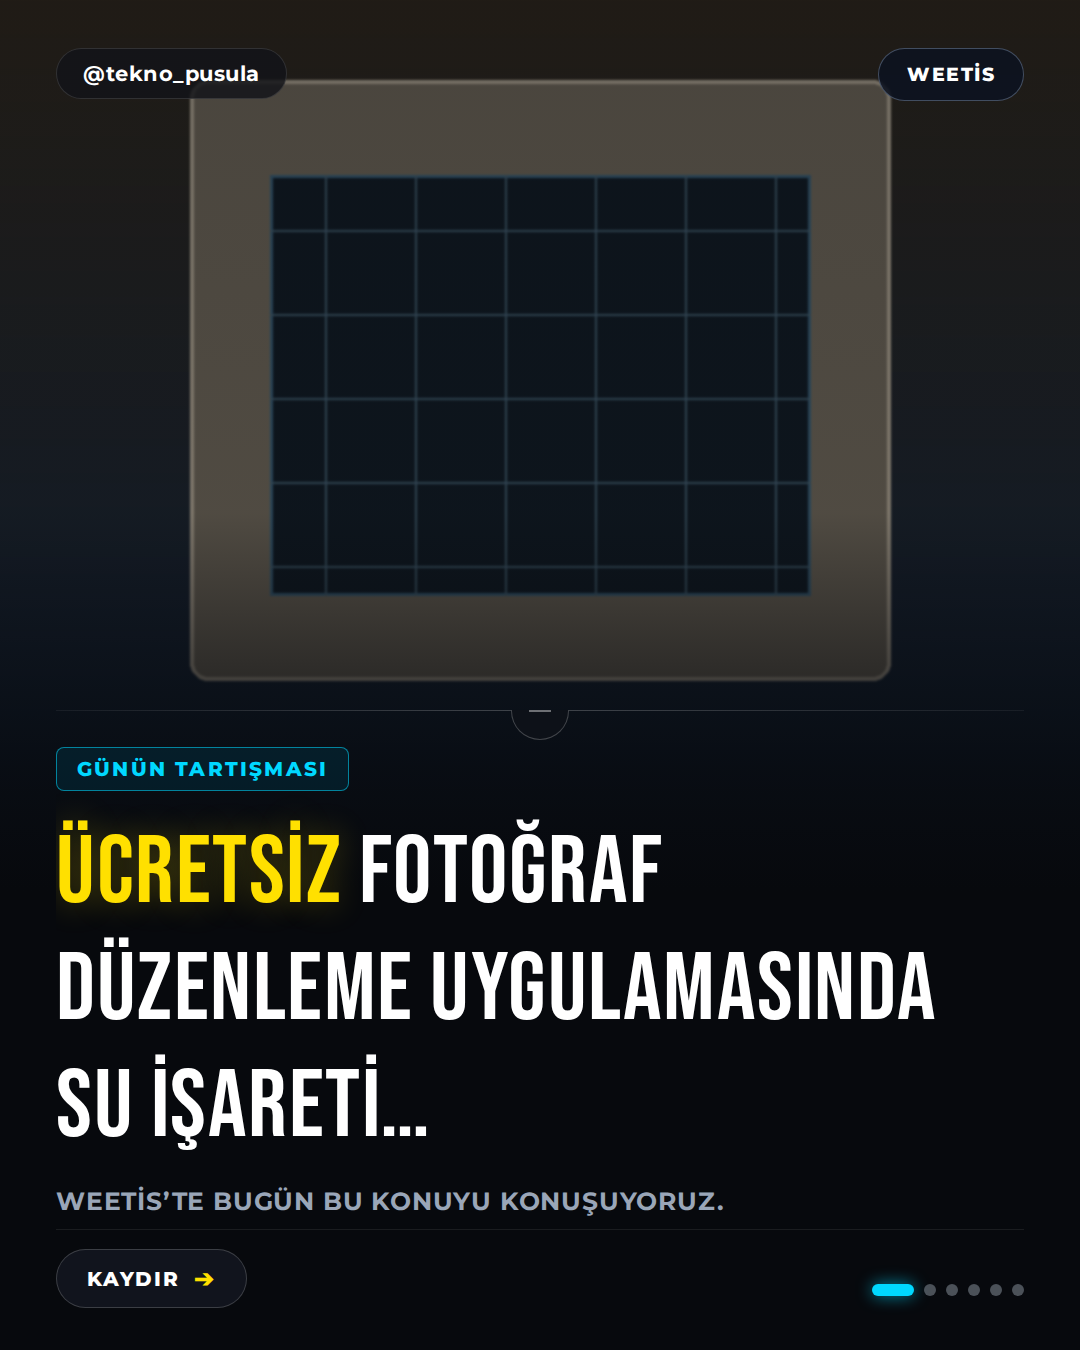 @tekno_pusula
WEETİS
GÜNÜN TARTIŞMASI
ÜCRETSİZ FOTOĞRAF
DÜZENLEME UYGULAMASINDA
SU İŞARETİ...
WEETİS’TE BUGÜN BU KONUYU KONUŞUYORUZ.
KAYDIR ➔